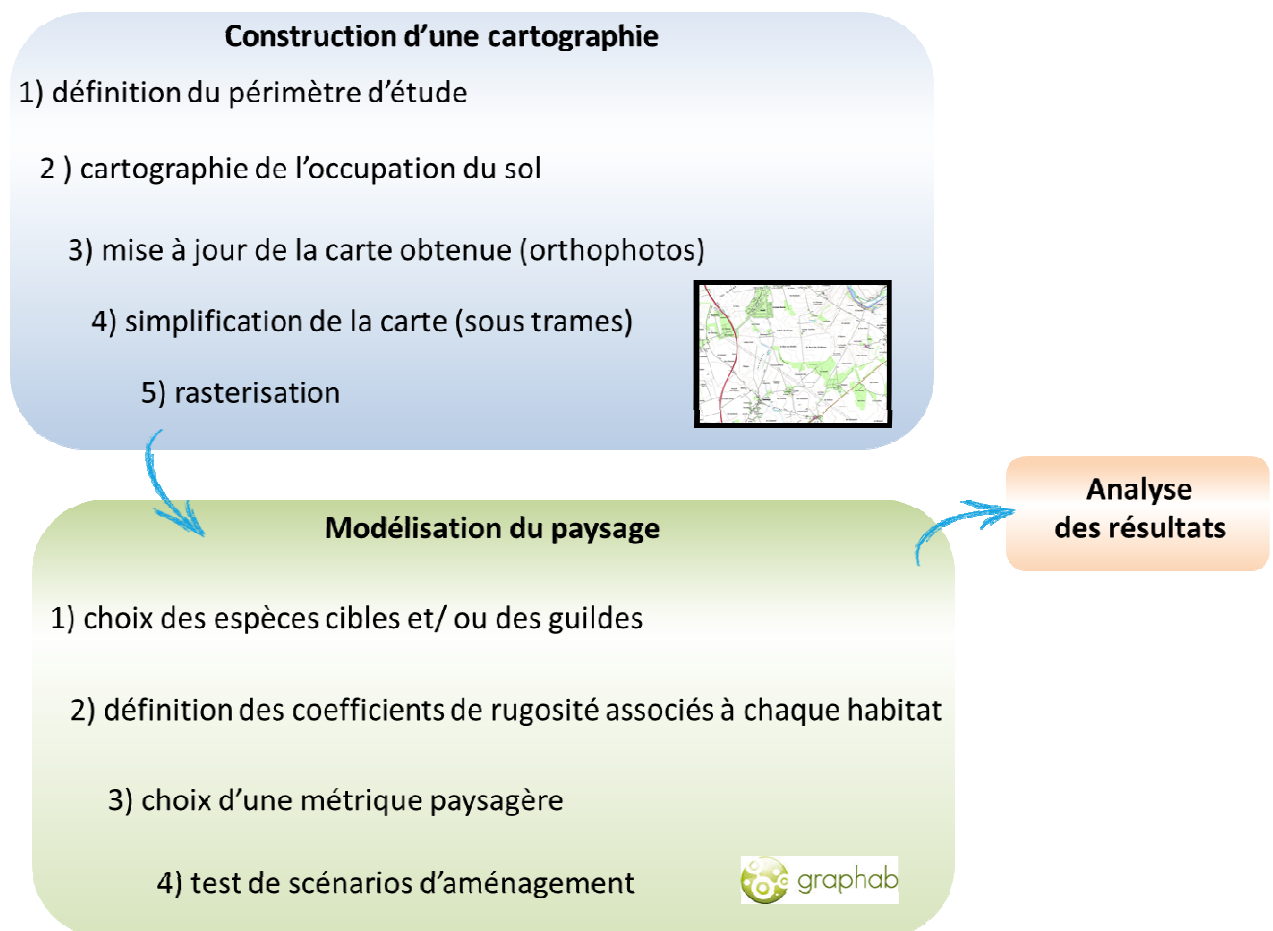 Construction d'une cartographie
1) définition du périmètre d'étude
2 ) cartographie de l'occupation du sol
3) mise à jour de la carte obtenue (orthophotos)
4) simplification de la carte (sous trames)
5) rasterisation
Modélisation du paysage
1) choix des espèces cibles et/ ou des guildes
2) définition des coefficients de rugosité associés à chaque habitat
3) choix d'une métrique paysagère
4) test de scénarios d'aménagement
graphab
Analyse
des résultats